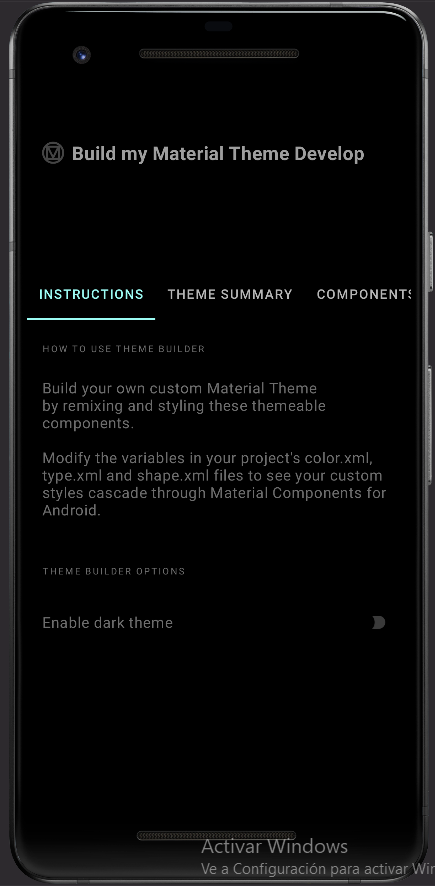 Build my Material Theme Develop
INSTRUCTIONS THEME SUMMARY COMPONENTS
HOW TO USE THEME BUILDER
Build your own custom Material Theme
by remixing and styling these themeable
components.
Modify the variables in your project's color.xml,
type.xml and shape.xml files to see your custom
styles cascade through Material Components for
Android.
THEME BUILDER OPTIONS
Enable dark theme
Activar Windows
Ve a Configuración para activar Win